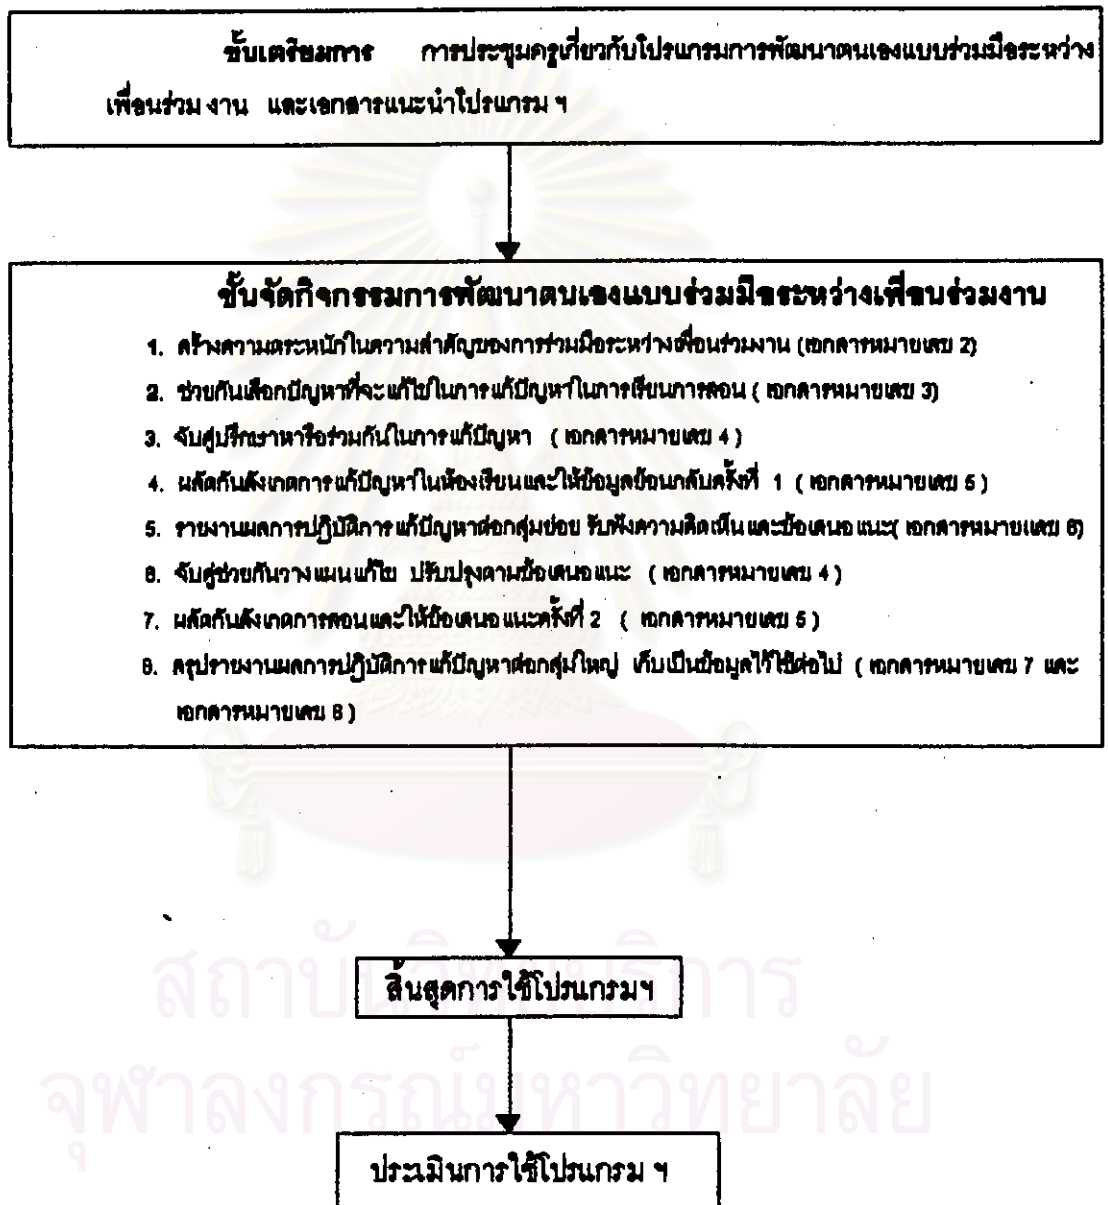 ขั้นเตรียมการ การประชุมครูเกี่ยวกับโปรแกรมการพัฒนาตนเองแบบร่วมมือระหว่าง
เพื่อนร่วม งาน และเอกสารแนะนำโปรแกรม ฯ
ขั้นจัดกิจกรรมการพัฒนาตนเองแบบร่วมมือระหว่างเพื่อนร่วมงาน
1. สร้างความตระหนักในความสำคัญของการร่วมมือระหว่างเพื่อนร่วมงาน (เอกสารหมายเลข 2)
2. ช่วยกันเลือกปัญหาที่จะแก้ไขในการแก้ปัญหาในการเรียนการสอน ( เอกสารหมายเลข 3)
3. จับคู่ปรึกษาหารือร่วมกันในการแก้ปัญหา ( เอกสารหมายเลข 4 )
4. ผลัดกันสังเกตการแก้ปัญหาในห้องเรียนและให้ข้อมูลย้อนกลับครั้งที่ 1 ( เอกสารหมายเลข 5 )
5. รายงานผลการปฏิบัติการแก้ปัญหาต่อกลุ่มย่อย รับฟังความคิดเห็นและข้อเสนอแนะ( เอกสารหมายเลข 6)
6. จับคู่ช่วยกันวางแผนแก้ไข ปรับปรุงตามข้อเสนอแนะ ( เอกสารหมายเลข 4 )
7. ผลัดกันสังเกตการสอนและให้ข้อเสนอแนะครั้งที่ 2 ( เอกสารหมายเลข 5 )
8. สรุปรายงานผลการปฏิบัติการแก้ปัญหาต่อกลุ่มใหญ่ เก็บเป็นข้อมูลไว้ใช้ต่อไป ( เอกสารหมายเลข 7 และ
เอกสารหมายเลข 8 )
สิ้นสุดการใช้โปรแกรมฯ
สถาบันวิทยบริการ
จุฬาลงกรณ์มหาวิทยาลัย
ประเมินการใช้โปรแกรม ฯ